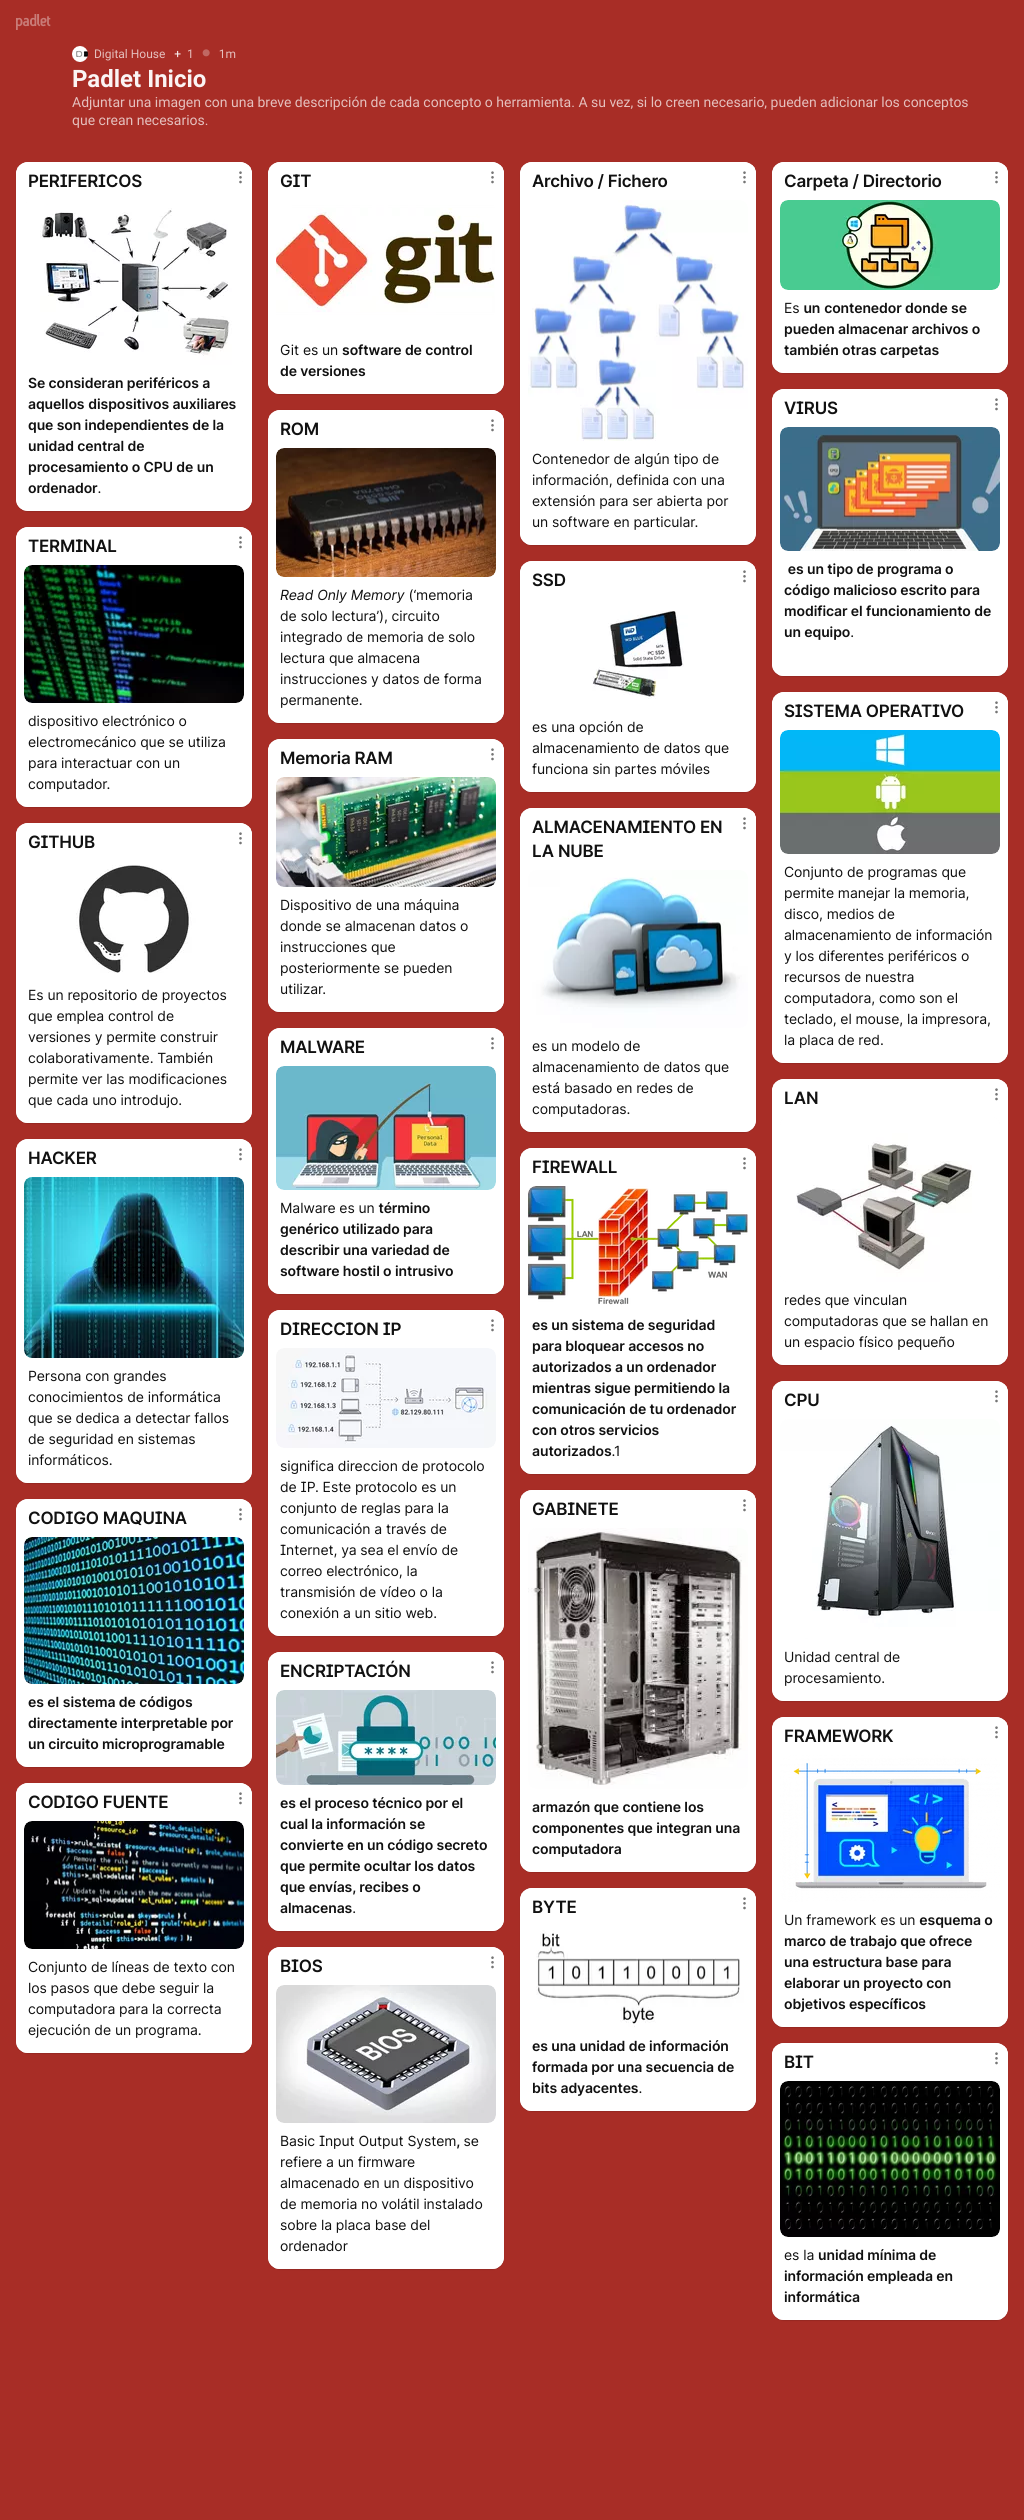 padlet
Digital House + 1 1m
Padlet Inicio
Adjuntar una imagen con una breve descripción de cada concepto o herramienta. A su vez, si lo creen necesario, pueden adicionar los conceptos
que crean necesarios.
PERIFERICOS
Se consideran periféricos a
aquellos dispositivos auxiliares
que son independientes de la
unidad central de
procesamiento o CPU de un
ordenador.
TERMINAL
dispositivo electrónico o
electromecánico que se utiliza
para interactuar con un
computador.
GITHUB
Es un repositorio de proyectos
que emplea control de
versiones y permite construir
colaborativamente. También
permite ver las modificaciones
que cada uno introdujo.
HACKER
Persona con grandes
conocimientos de informática
que se dedica a detectar fallos
de seguridad en sistemas
informáticos.
CODIGO MAQUINA
es el sistema de códigos
directamente interpretable por
un circuito microprogramable
CODIGO FUENTE
Conjunto de líneas de texto con
los pasos que debe seguir la
computadora para la correcta
ejecución de un programa.
GIT
git
Git es un software de control
de versiones
ROM
Read Only Memory (‘memoria
de solo lectura’), circuito
integrado de memoria de solo
lectura que almacena
instrucciones y datos de forma
permanente.
Memoria RAM
Dispositivo de una máquina
donde se almacenan datos o
instrucciones que
posteriormente se pueden
utilizar.
MALWARE
Personal
Data
Malware es un término
genérico utilizado para
describir una variedad de
software hostil o intrusivo
DIRECCION IP
192.168.1.1
192.168.1.2
192.168.1.3
82.129.80.111
192.168.1.4
significa direccion de protocolo
de IP. Este protocolo es un
conjunto de reglas para la
comunicación a través de
Internet, ya sea el envío de
correo electrónico, la
transmisión de vídeo o la
conexión a un sitio web.
ENCRIPTACIÓN
****
es el proceso técnico por el
cual la información se
convierte en un código secreto
que permite ocultar los datos
que envías, recibes o
almacenas.
BIOS
BIOS
Basic Input Output System, se
refiere a un firmware
almacenado en un dispositivo
de memoria no volátil instalado
sobre la placa base del
ordenador
Archivo / Fichero
Contenedor de algún tipo de
información, definida con una
extensión para ser abierta por
un software en particular.
SSD
WD
WD BLUE
PC SSD
es una opción de
almacenamiento de datos que
funciona sin partes móviles
ALMACENAMIENTO EN
LA NUBE
es un modelo de
almacenamiento de datos que
está basado en redes de
computadoras.
FIREWALL
LAN
WAN
Firewall
es un sistema de seguridad
para bloquear accesos no
autorizados a un ordenador
mientras sigue permitiendo la
comunicación de tu ordenador
con otros servicios
autorizados.1
GABINETE
armazón que contiene los
componentes que integran una
computadora
BYTE
bit
1 0 1 1 0 0 0 1
byte
es una unidad de información
formada por una secuencia de
bits adyacentes.
Carpeta / Directorio
Es un contenedor donde se
pueden almacenar archivos o
también otras carpetas
VIRUS
es un tipo de programa o
código malicioso escrito para
modificar el funcionamiento de
un equipo.
SISTEMA OPERATIVO
Conjunto de programas que
permite manejar la memoria,
disco, medios de
almacenamiento de información
y los diferentes periféricos o
recursos de nuestra
computadora, como son el
teclado, el mouse, la impresora,
la placa de red.
LAN
redes que vinculan
computadoras que se hallan en
un espacio físico pequeño
CPU
Unidad central de
procesamiento.
FRAMEWORK
</>
Un framework es un esquema o
marco de trabajo que ofrece
una estructura base para
elaborar un proyecto con
objetivos específicos
BIT
es la unidad mínima de
información empleada en
informática